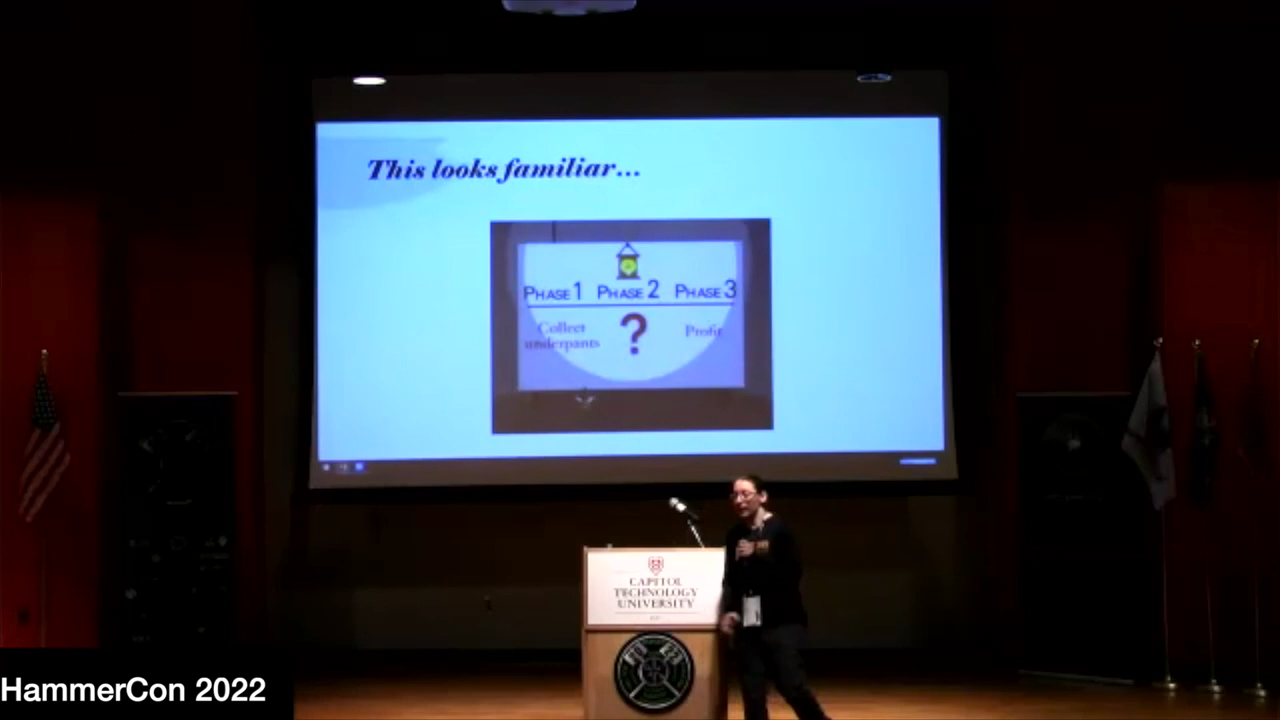 This looks familiar...
PHASE 1 PHASE 2 PHASE 3
Collect
underpants
?
Profit
CAPITOL
TECHNOLOGY
UNIVERSITY
HammerCon 2022